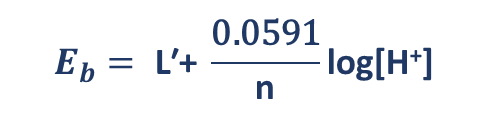 E_b = L′+ 0.0591/n log[H⁺]